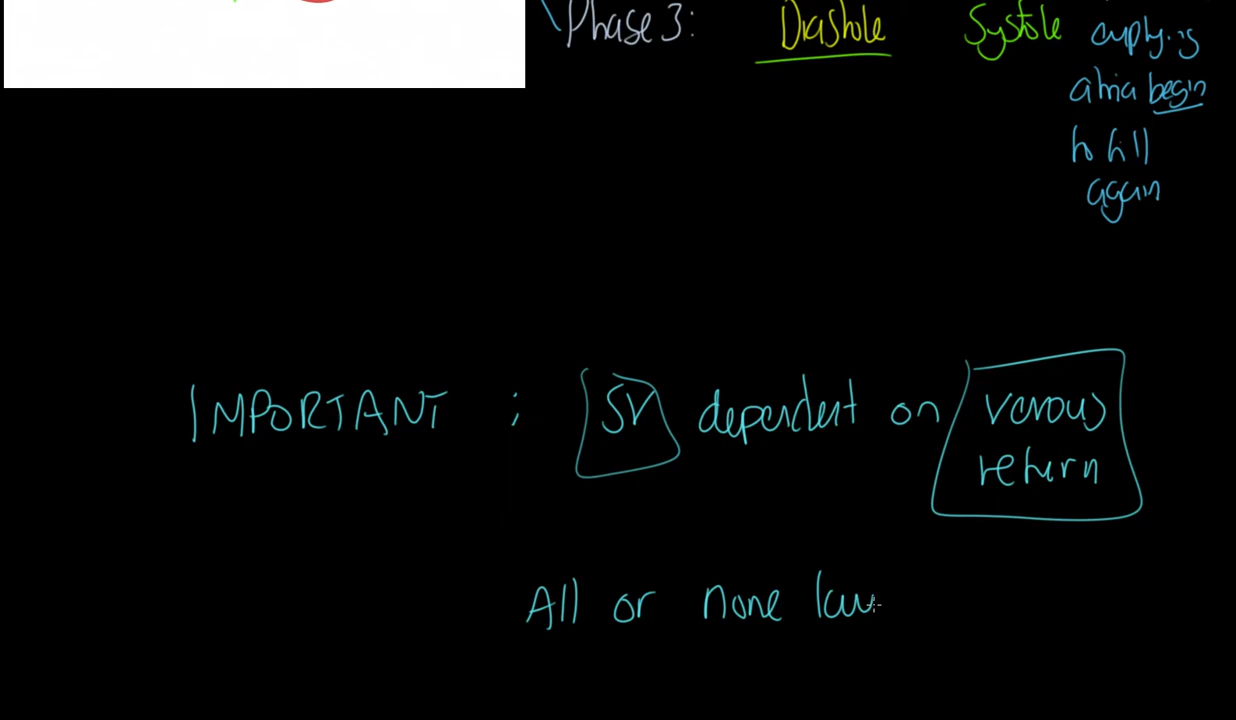 Phase 3: Diastole Systole emptying
atria begin
to fill
again
IMPORTANT : SV dependent on venous
return
All or none law